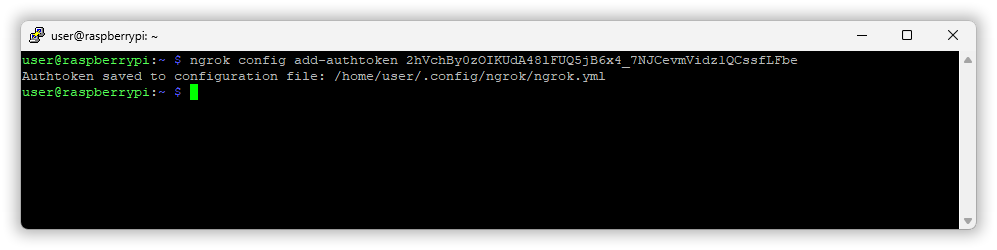 user@raspberrypi: ~
user@raspberrypi:~ $ ngrok config add-authtoken 2hVchBy0zOIKUdA48lFUQ5jB6x4_7NJCevmVidz1QCssfLFbe
Authtoken saved to configuration file: /home/user/.config/ngrok/ngrok.yml
user@raspberrypi:~ $